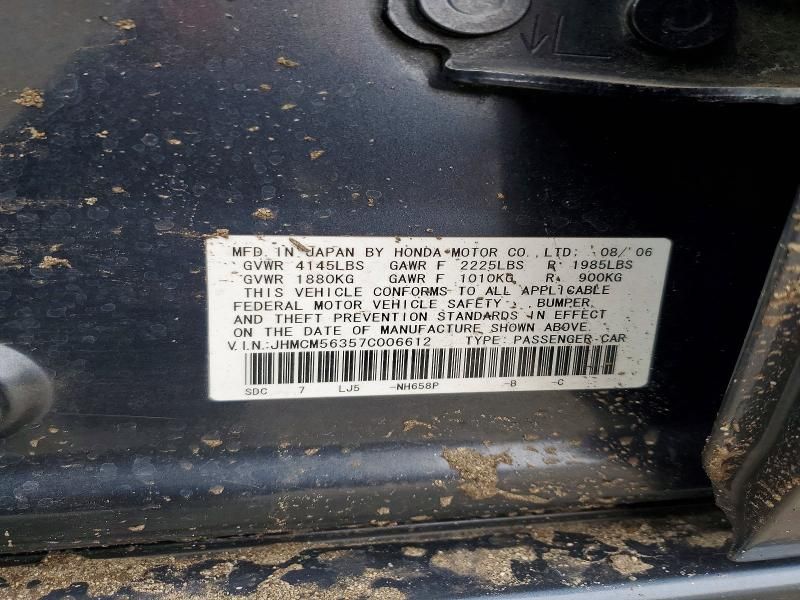 MFD. IN JAPAN BY HONDA MOTOR CO., LTD. 08/06
GVWR 4145LBS GAWR F 2225LBS R 1985LBS
GVWR 1880KG GAWR F 1010KG R 900KG
THIS VEHICLE CONFORMS TO ALL APPLICABLE
FEDERAL MOTOR VEHICLE SAFETY, BUMPER,
AND THEFT PREVENTION STANDARDS IN EFFECT
ON THE DATE OF MANUFACTURE SHOWN ABOVE.
V.I.N.:JHMCM56357C006612 TYPE: PASSENGER CAR
SDC 7 LJ5 -NH658P -B -C